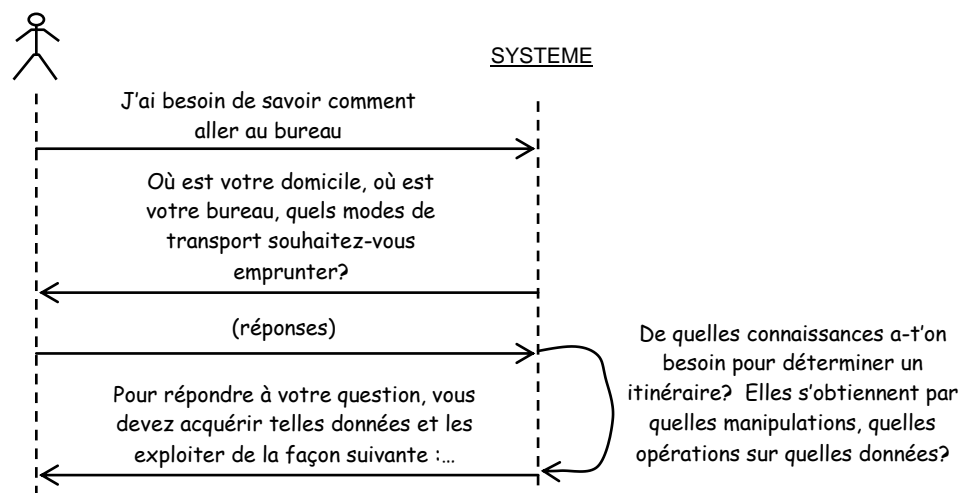 SYSTEME
J'ai besoin de savoir comment
aller au bureau
Où est votre domicile, où est
votre bureau, quels modes de
transport souhaitez-vous
emprunter?
(réponses)
De quelles connaissances a-t'on
besoin pour déterminer un
itinéraire? Elles s'obtiennent par
quelles manipulations, quelles
opérations sur quelles données?
Pour répondre à votre question, vous
devez acquérir telles données et les
exploiter de la façon suivante :...